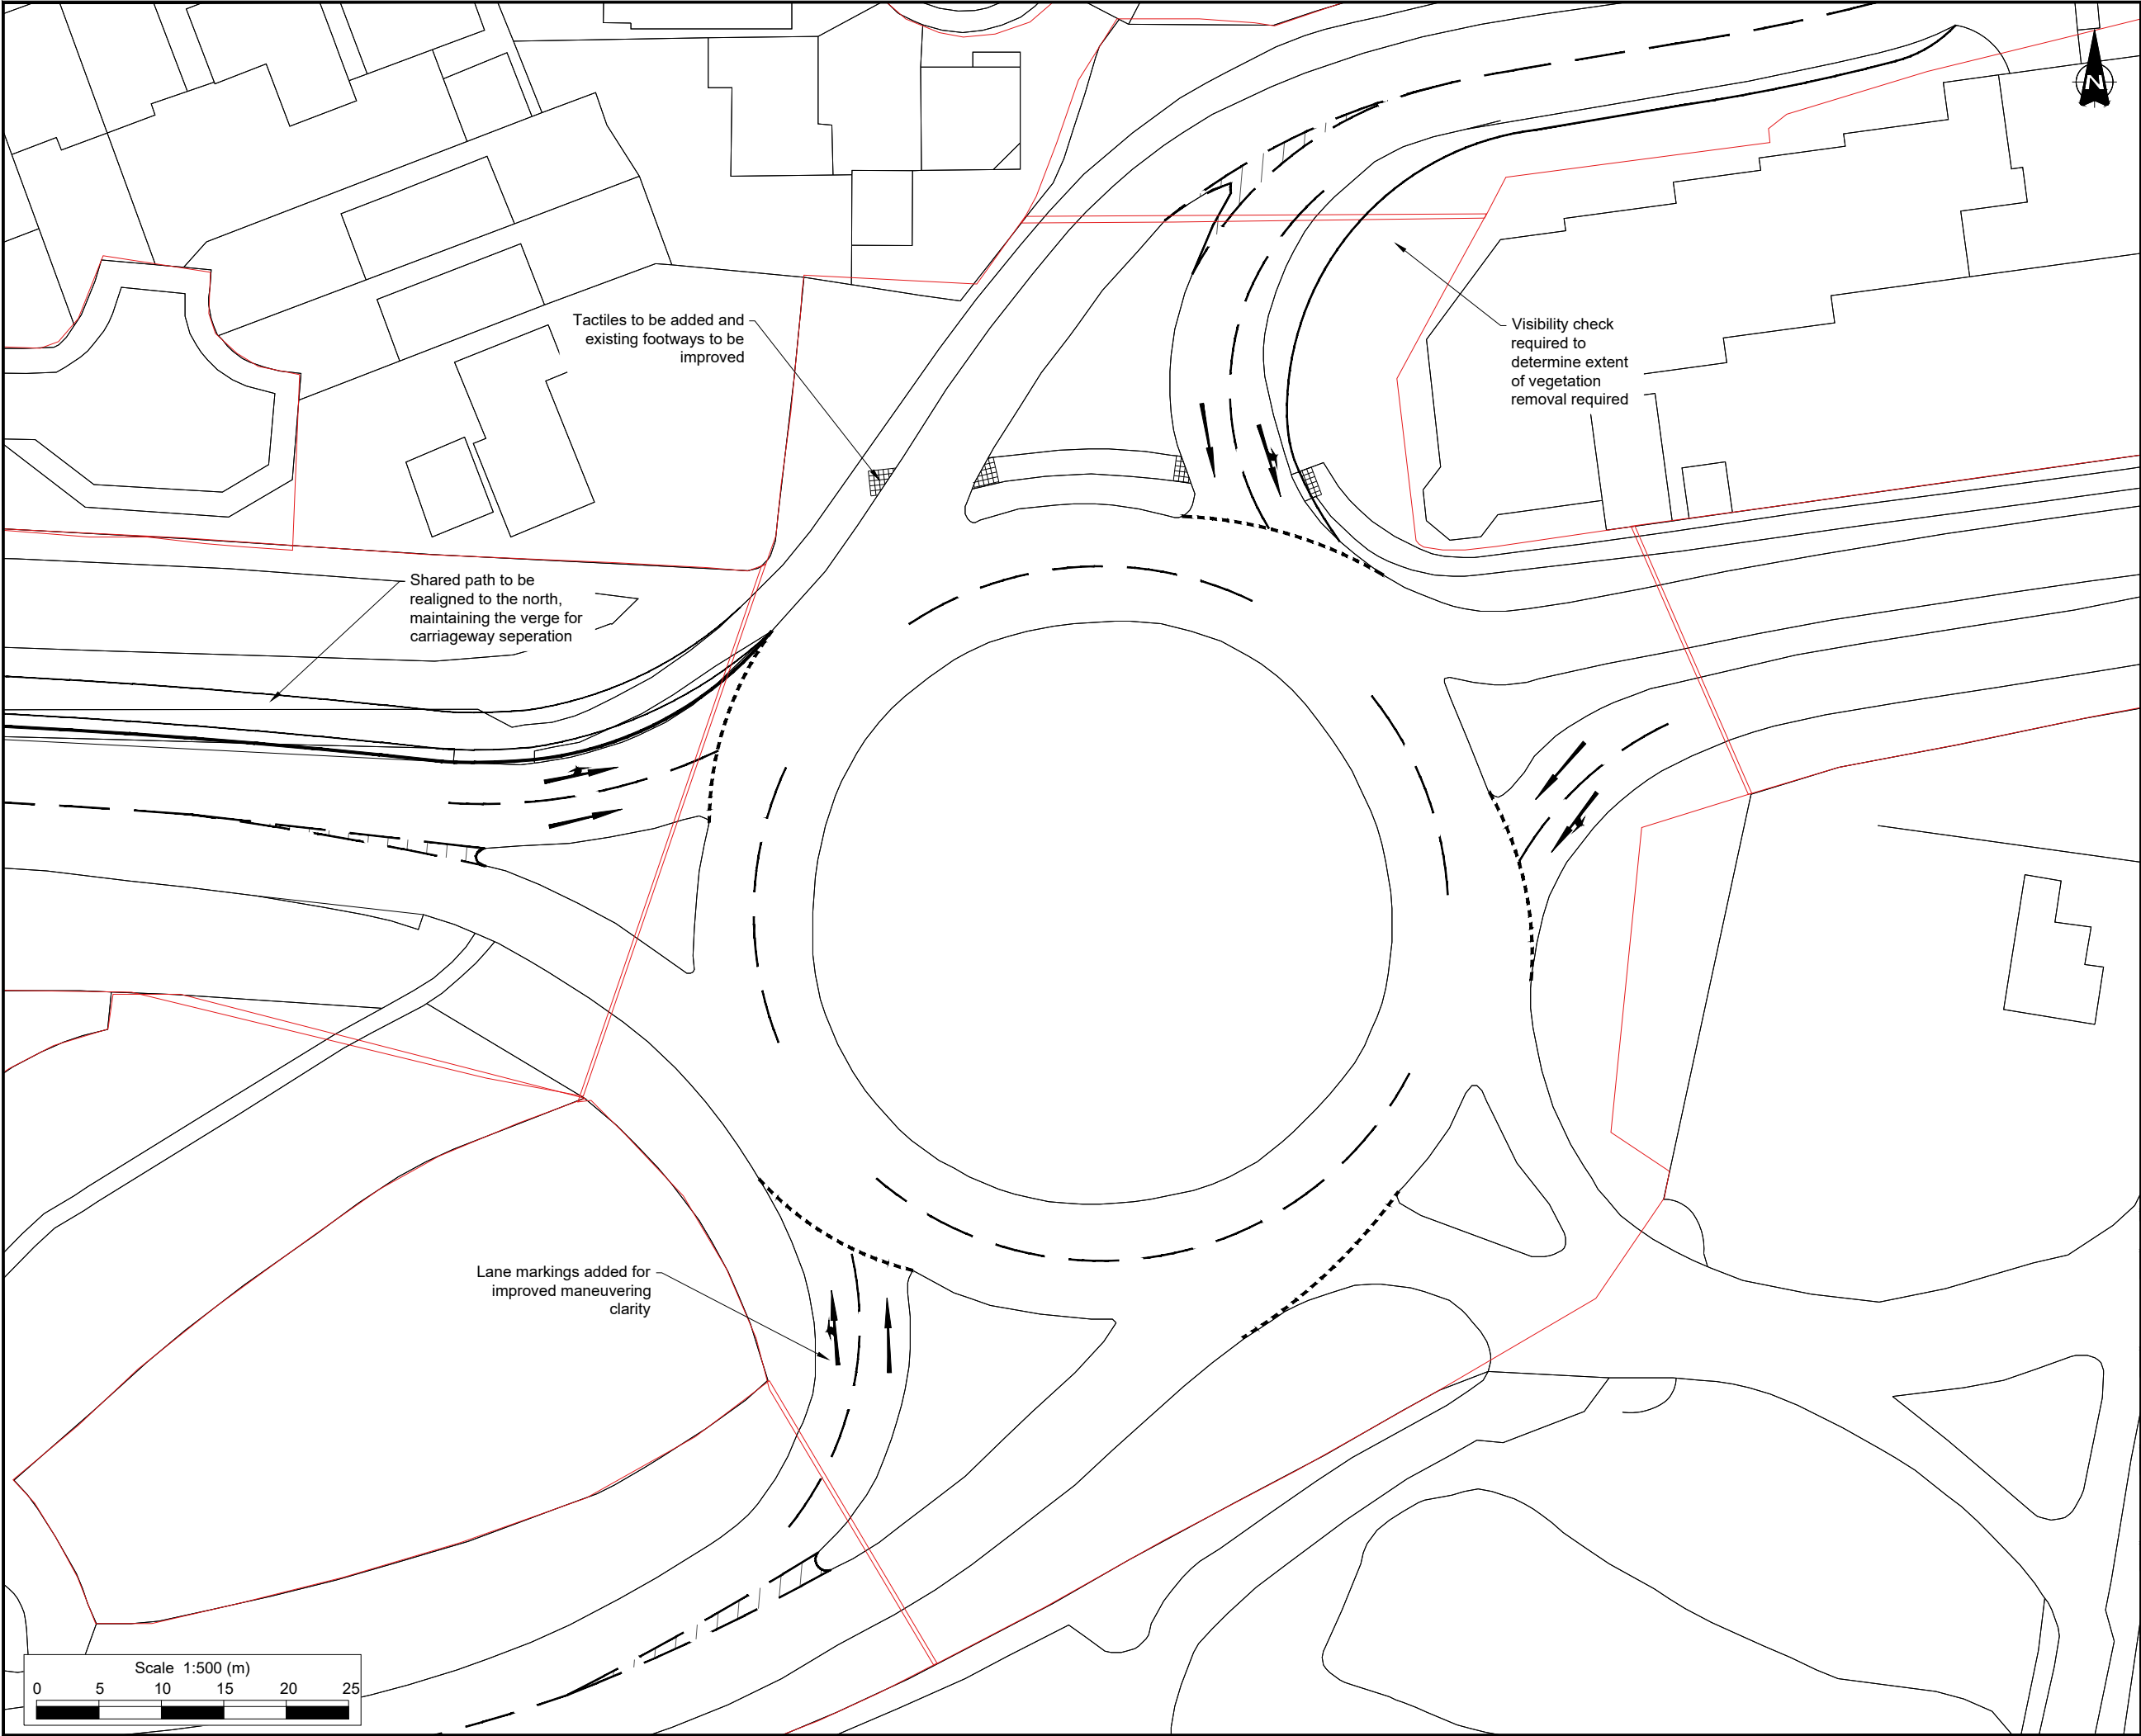 N
Tactiles to be added and
existing footways to be
improved
Visibility check
required to
determine extent
of vegetation
removal required
Shared path to be
realigned to the north,
maintaining the verge for
carriageway seperation
Lane markings added for
improved maneuvering
clarity
Scale 1:500 (m)
0 5 10 15 20 25